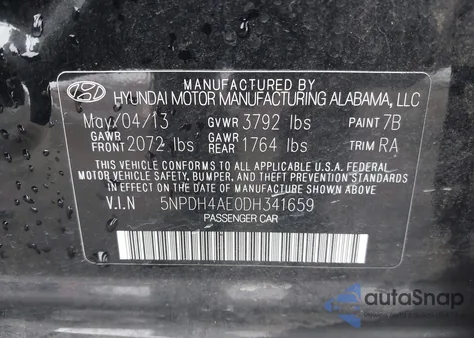 MANUFACTURED BY
HYUNDAI MOTOR MANUFACTURING ALABAMA, LLC
May/04/13 GVWR 3792 lbs PAINT 7B
GAWR FRONT 2072 lbs GAWR REAR 1764 lbs TRIM RA
THIS VEHICLE CONFORMS TO ALL APPLICABLE U.S.A. FEDERAL
MOTOR VEHICLE SAFETY, BUMPER, AND THEFT PREVENTION STANDARDS
IN EFFECT ON THE DATE OF MANUFACTURE SHOWN ABOVE.
V.I.N 5NPDH4AE0DH341659
PASSENGER CAR
autoSnap